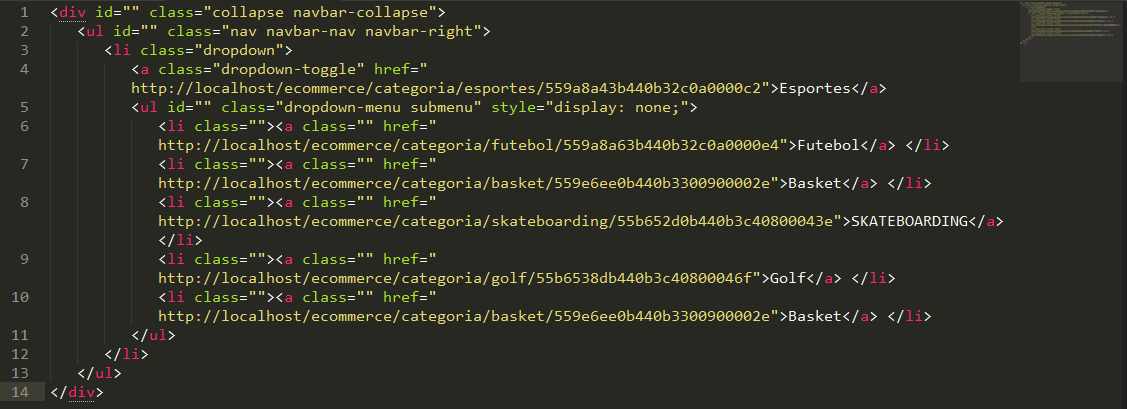 1 <div id="" class="collapse navbar-collapse">
2 <ul id="" class="nav navbar-nav navbar-right">
3 <li class="dropdown">
4 <a class="dropdown-toggle" href="
http://localhost/ecommerce/categoria/esportes/559a8a43b440b32c0a0000c2">Esportes</a>
5 <ul id="" class="dropdown-menu submenu" style="display: none;">
6 <li class=""><a class="" href="
http://localhost/ecommerce/categoria/futebol/559a8a63b440b32c0a0000e4">Futebol</a> </li>
7 <li class=""><a class="" href="
http://localhost/ecommerce/categoria/basket/559e6ee0b440b3300900002e">Basket</a> </li>
8 <li class=""><a class="" href="
http://localhost/ecommerce/categoria/skateboarding/55b652d0b440b3c40800043e">SKATEBOARDING</a>
</li>
9 <li class=""><a class="" href="
http://localhost/ecommerce/categoria/golf/55b6538db440b3c40800046f">Golf</a> </li>
10 <li class=""><a class="" href="
http://localhost/ecommerce/categoria/basket/559e6ee0b440b3300900002e">Basket</a> </li>
11 </ul>
12 </li>
13 </ul>
14 </div>